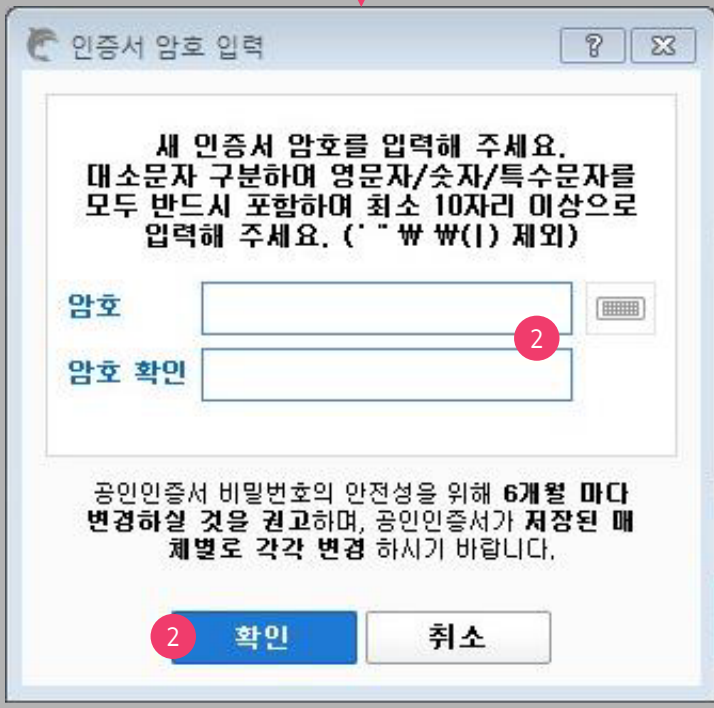 인증서 암호 입력
새 인증서 암호를 입력해 주세요.
대소문자 구분하며 영문자/숫자/특수문자를
모두 반드시 포함하며 최소 10자리 이상으로
입력해 주세요. (' " ₩ ₩(|) 제외)
암호
2
암호 확인
공인인증서 비밀번호의 안전성을 위해 6개월 마다
변경하실 것을 권고하며, 공인인증서가 저장된 매
체별로 각각 변경 하시기 바랍니다.
2 확인 취소